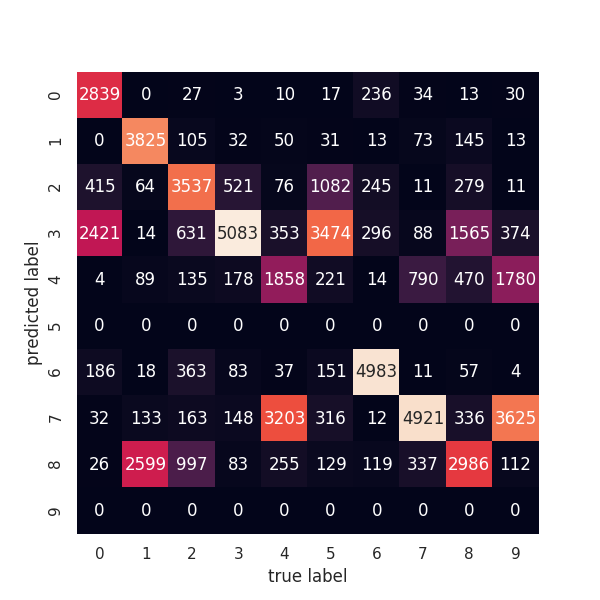 0 2839 0 27 3 10 17 236 34 13 30
1 0 3825 105 32 50 31 13 73 145 13
2 415 64 3537 521 76 1082 245 11 279 11
3 2421 14 631 5083 353 3474 296 88 1565 374
4 4 89 135 178 1858 221 14 790 470 1780
5 0 0 0 0 0 0 0 0 0 0
6 186 18 363 83 37 151 4983 11 57 4
7 32 133 163 148 3203 316 12 4921 336 3625
8 26 2599 997 83 255 129 119 337 2986 112
9 0 0 0 0 0 0 0 0 0 0
0 1 2 3 4 5 6 7 8 9
true label
predicted label